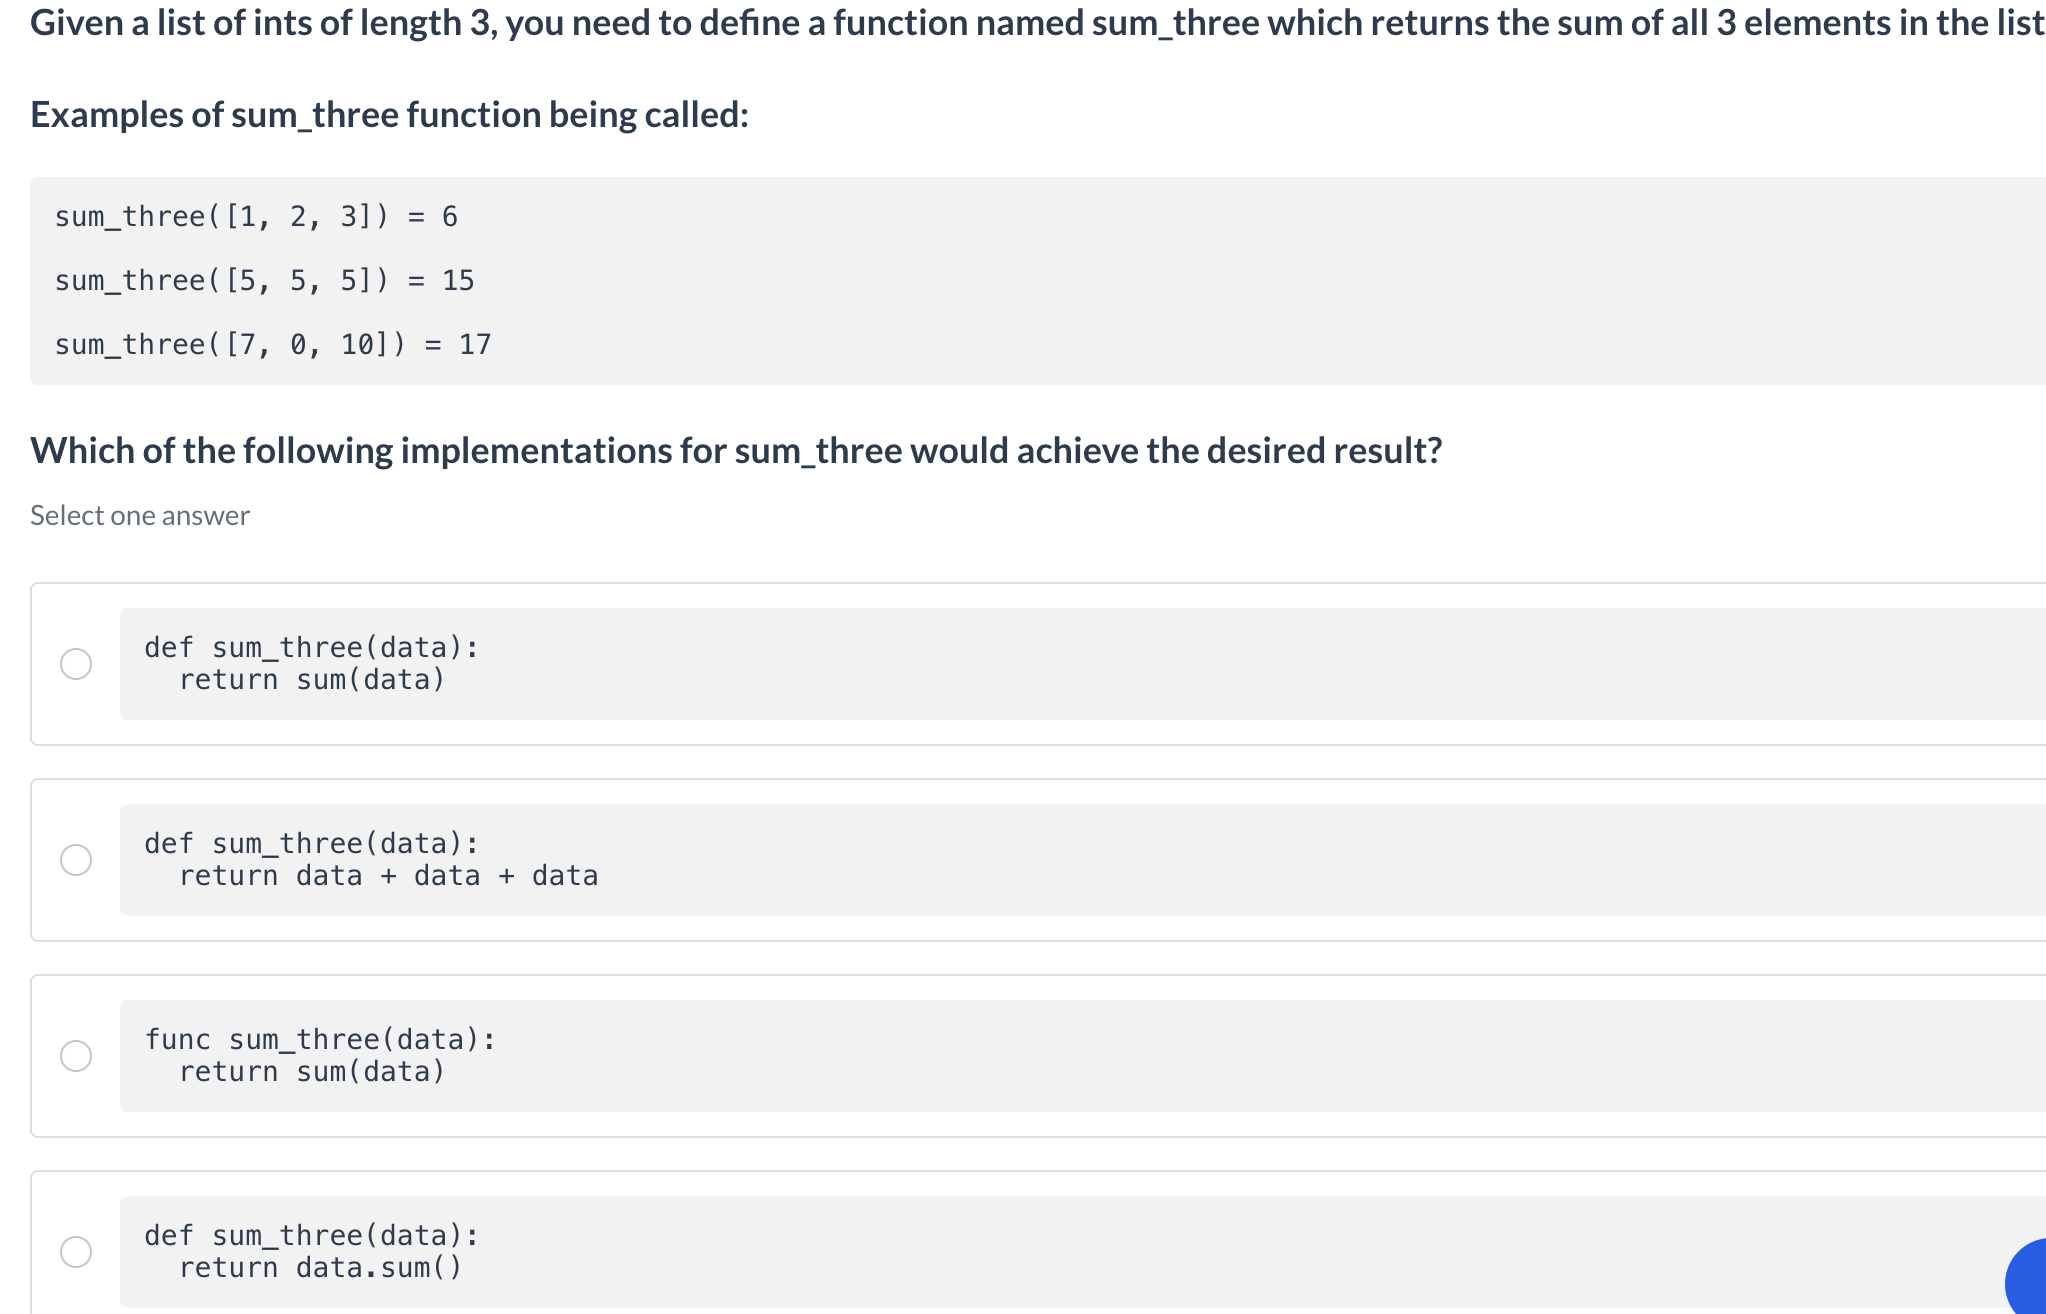 Given a list of ints of length 3, you need to define a function named sum_three which returns the sum of all 3 elements in the list
Examples of sum_three function being called:
sum_three([1, 2, 3]) = 6
sum_three([5, 5, 5]) = 15
sum_three([7, 0, 10]) = 17
Which of the following implementations for sum_three would achieve the desired result?
Select one answer
def sum_three(data):
  return sum(data)
def sum_three(data):
  return data + data + data
func sum_three(data):
  return sum(data)
def sum_three(data):
  return data.sum()